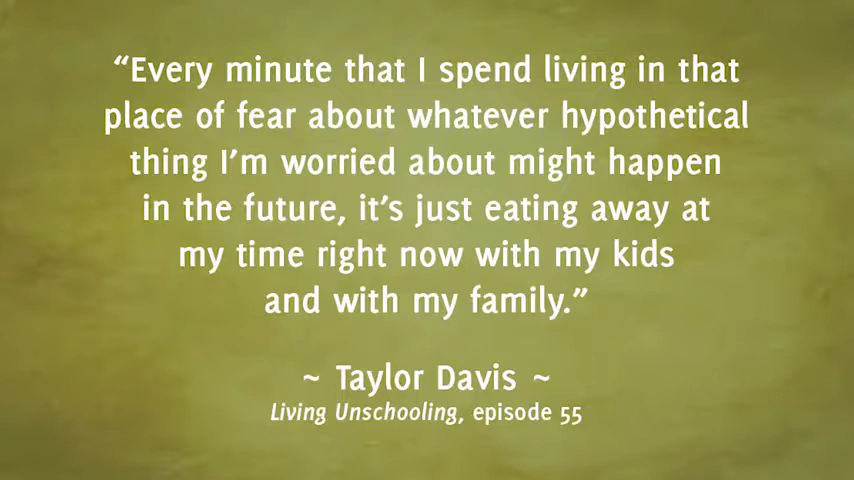 “Every minute that I spend living in that
place of fear about whatever hypothetical
thing I’m worried about might happen
in the future, it’s just eating away at
my time right now with my kids
and with my family.”
~ Taylor Davis ~
Living Unschooling, episode 55